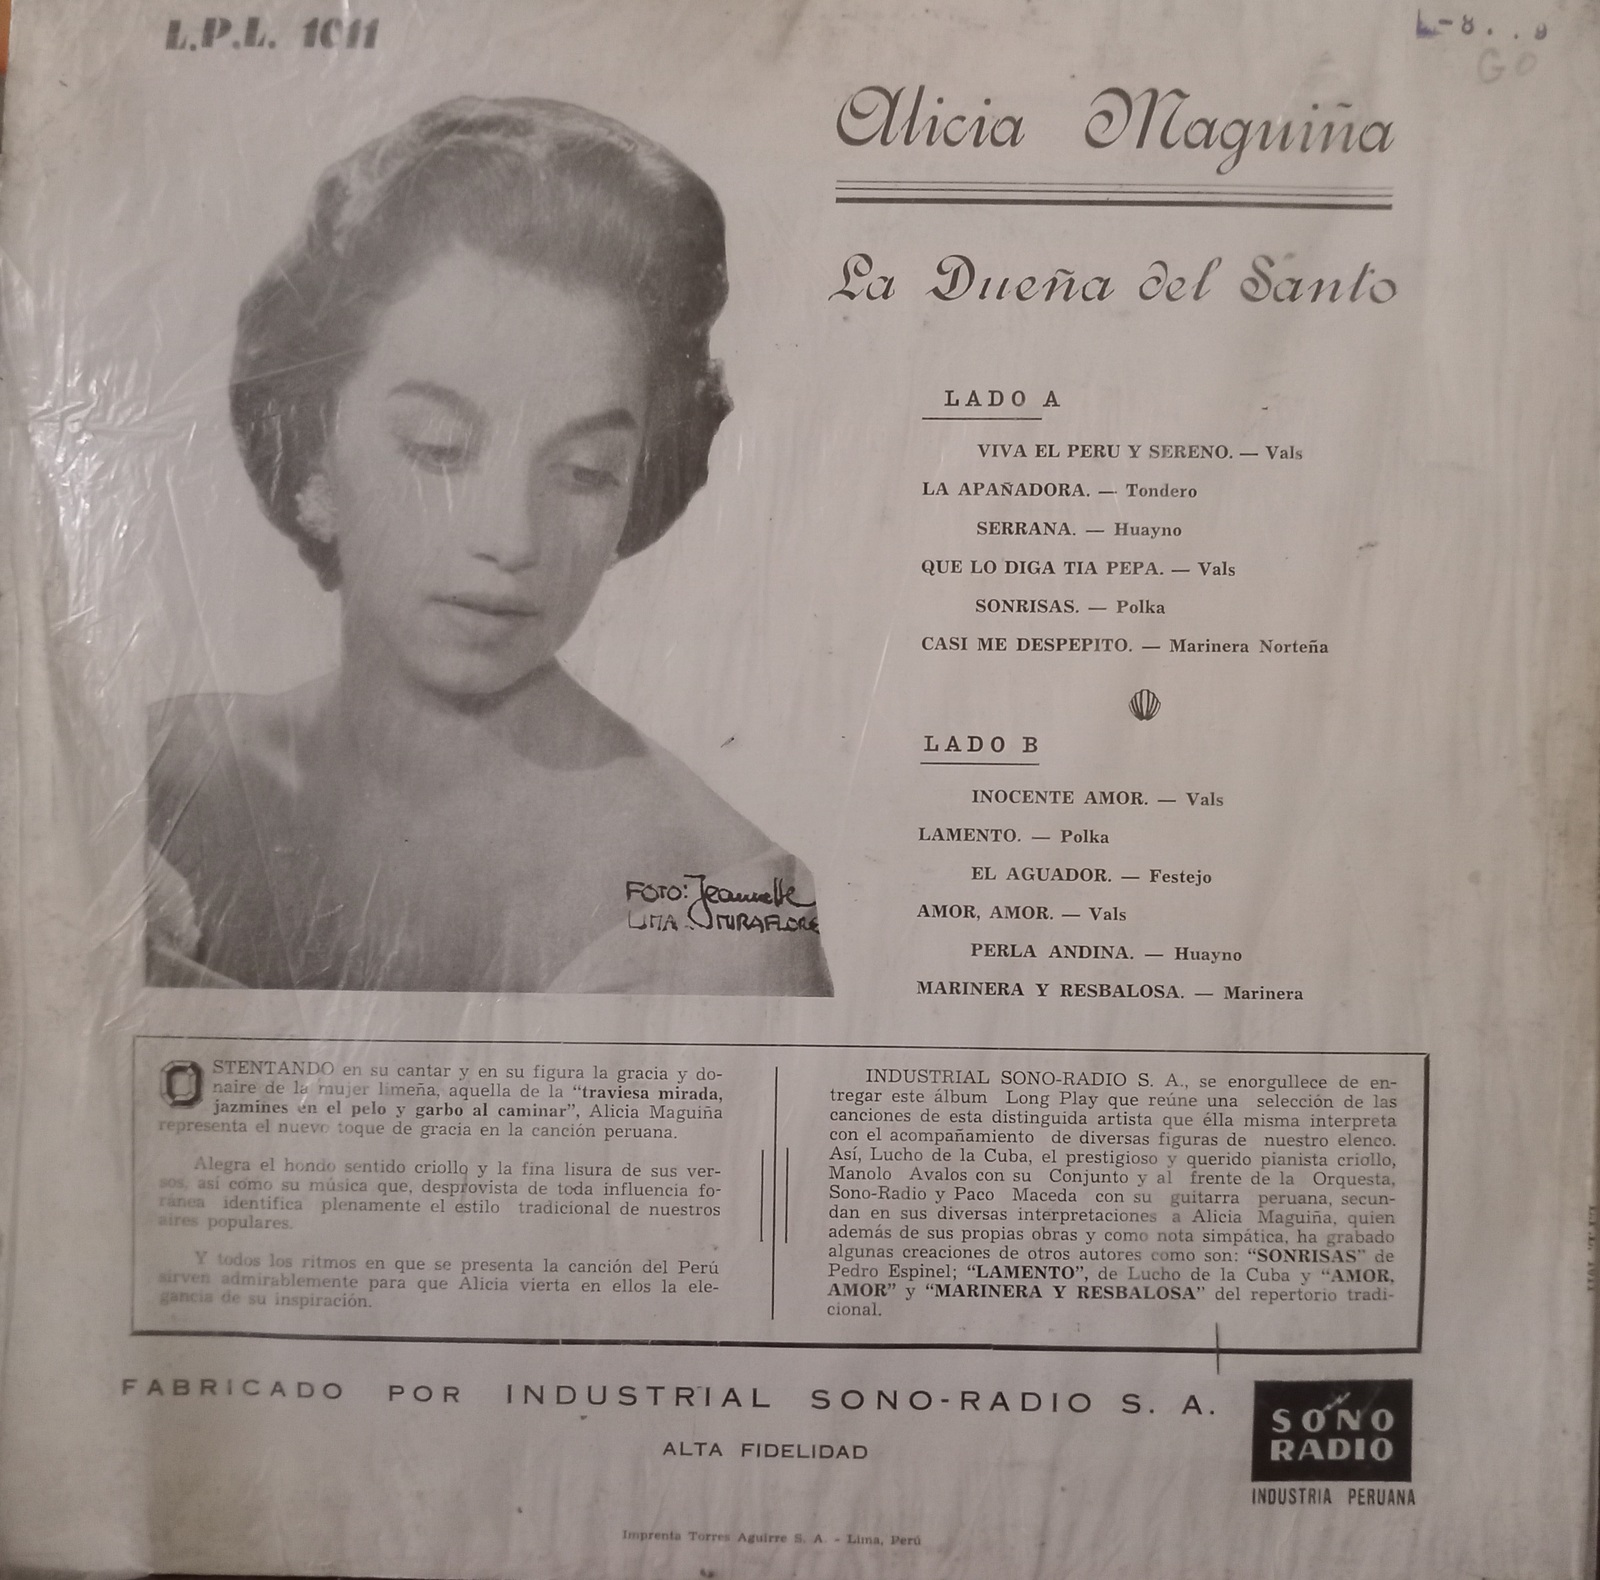 L.P.L. 1011
Alicia Maguiña
La Dueña del Santo
LADO A
VIVA EL PERU Y SERENO. — Vals
LA APAÑADORA. — Tondero
SERRANA. — Huayno
QUE LO DIGA TIA PEPA. — Vals
SONRISAS. — Polka
CASI ME DESPEPITO. — Marinera Norteña
LADO B
INOCENTE AMOR. — Vals
LAMENTO. — Polka
EL AGUADOR. — Festejo
AMOR, AMOR. — Vals
PERLA ANDINA. — Huayno
MARINERA Y RESBALOSA. — Marinera
FOTO: Jeannette
LIMA - MIRAFLORE
OSTENTANDO en su cantar y en su figura la gracia y do-
naire de la mujer limeña, aquella de la “traviesa mirada,
jazmines en el pelo y garbo al caminar”, Alicia Maguiña
representa el nuevo toque de gracia en la canción peruana.
Alegra el hondo sentido criollo y la fina lisura de sus ver-
sos, así como su música que, desprovista de toda influencia fo-
ránea identifica plenamente el estilo tradicional de nuestros
aires populares.
Y todos los ritmos en que se presenta la canción del Perú
sirven admirablemente para que Alicia vierta en ellos la ele-
gancia de su inspiración.
INDUSTRIAL SONO-RADIO S. A., se enorgullece de en-
tregar este álbum Long Play que reúne una selección de las
canciones de esta distinguida artista que élla misma interpreta
con el acompañamiento de diversas figuras de nuestro elenco.
Así, Lucho de la Cuba, el prestigioso y querido pianista criollo,
Manolo Avalos con su Conjunto y al frente de la Orquesta,
Sono-Radio y Paco Maceda con su guitarra peruana, secun-
dan en sus diversas interpretaciones a Alicia Maguiña, quien
además de sus propias obras y como nota simpática, ha grabado
algunas creaciones de otros autores como son: “SONRISAS” de
Pedro Espinel; “LAMENTO”, de Lucho de la Cuba y “AMOR,
AMOR” y “MARINERA Y RESBALOSA” del repertorio tradi-
cional.
FABRICADO POR INDUSTRIAL SONO-RADIO S. A.
ALTA FIDELIDAD
SONO
RADIO
INDUSTRIA PERUANA
Imprenta Torres Aguirre S. A. - Lima, Perú